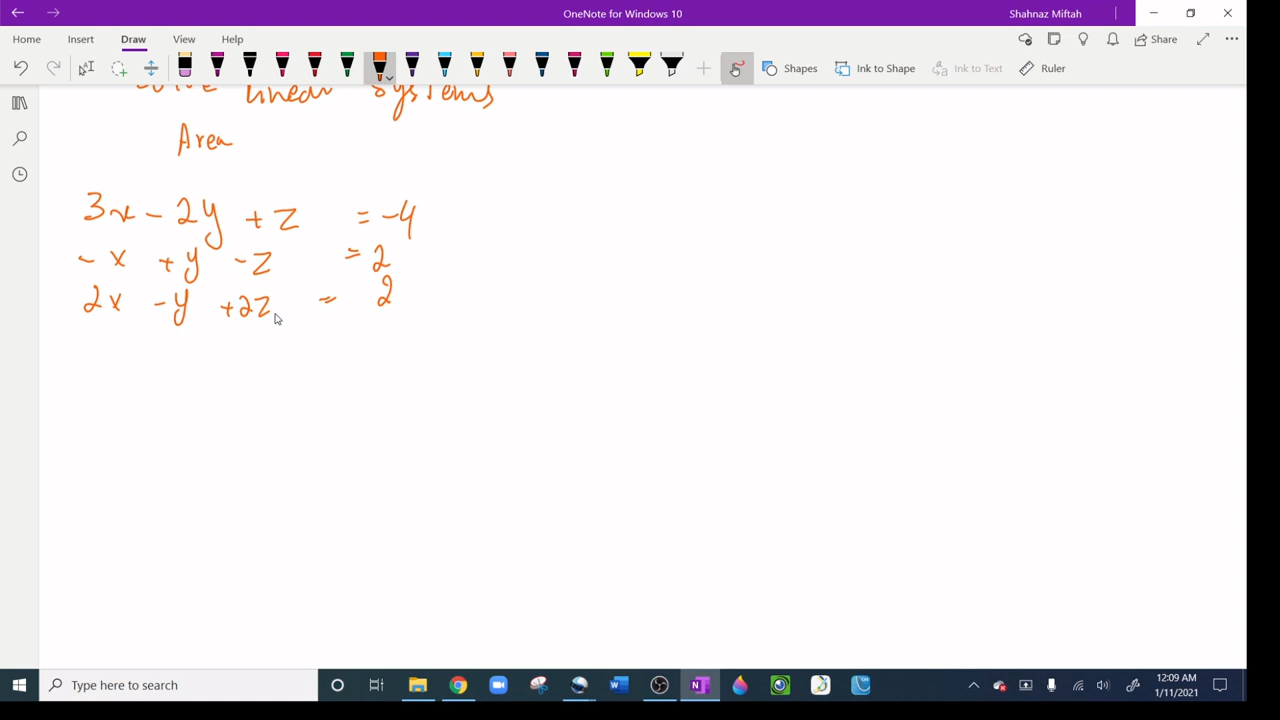 OneNote for Windows 10
Shahnaz Miftah
Home Insert Draw View Help
Share
Shapes
Ink to Shape
Ink to Text
Ruler
linear systems
Area
3x - 2y + z = -4
- x + y - z = 2
2x - y + 2z = 2
Type here to search
12:09 AM
1/11/2021